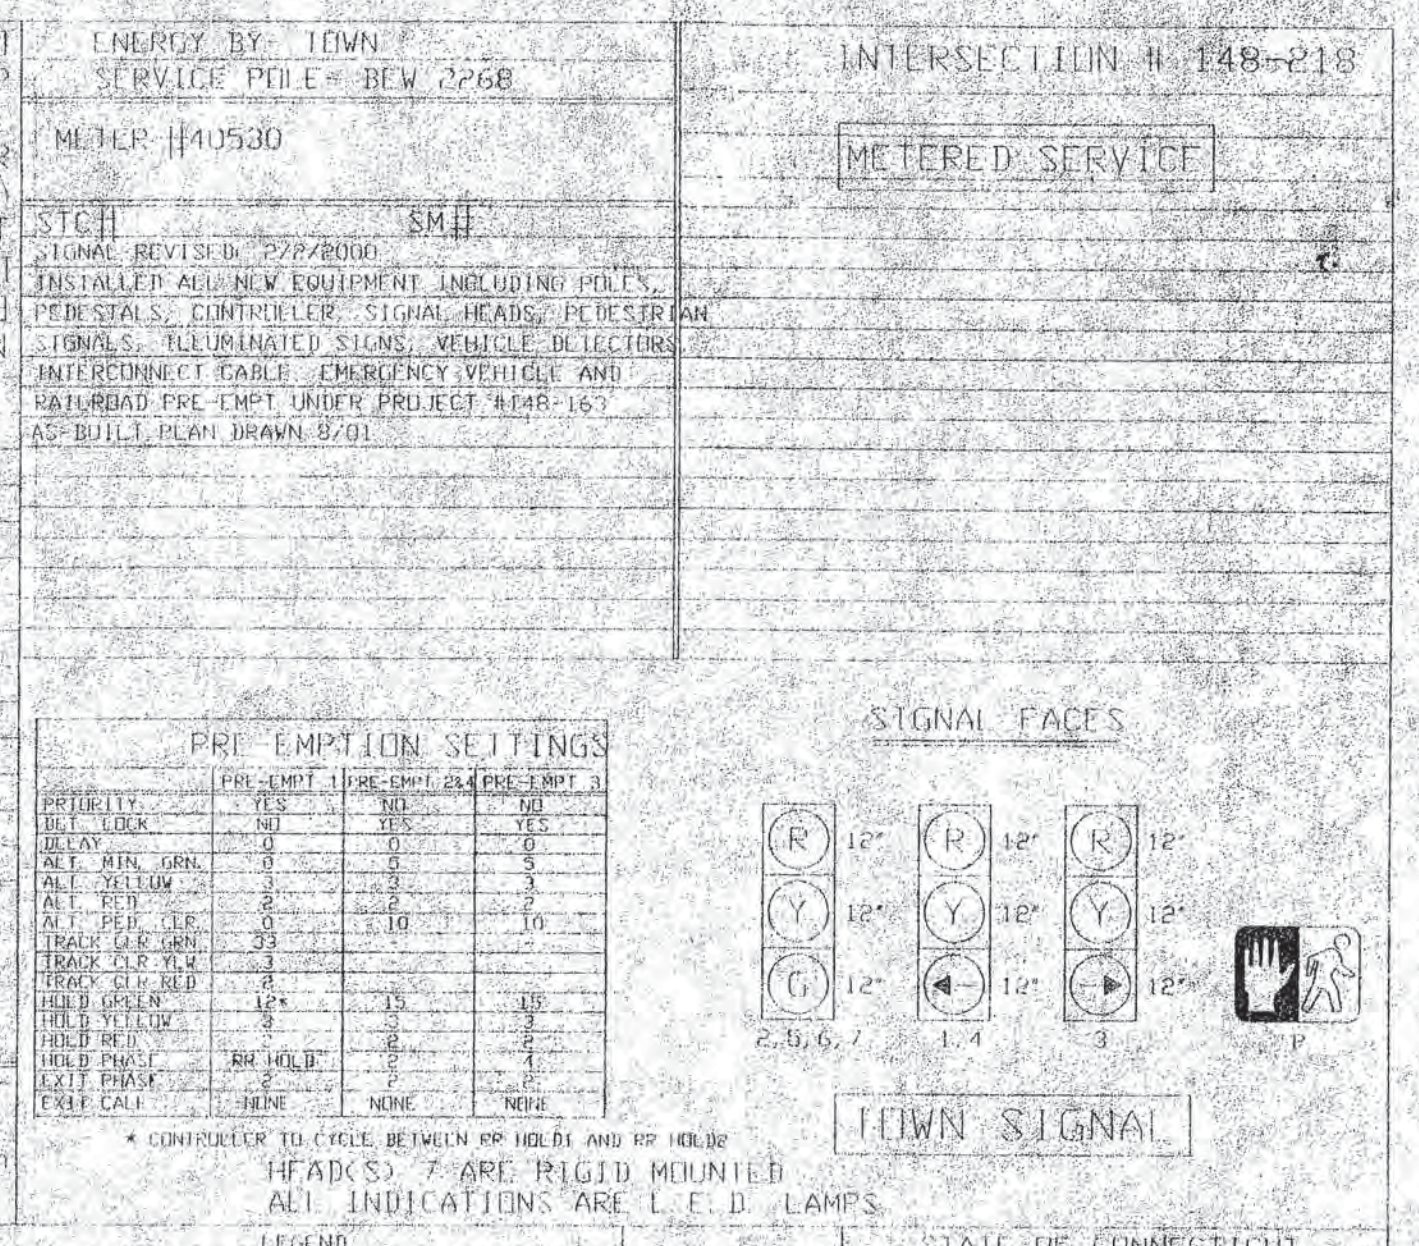 ENERGY BY- TOWN
SERVICE POLE- BEW 2268
METER #40530
STC# SM#
SIGNAL REVISED: 2/2/2000
INSTALLED ALL NEW EQUIPMENT INCLUDING POLES,
PEDESTALS, CONTROLLER, SIGNAL HEADS, PEDESTRIAN
SIGNALS, ILLUMINATED SIGNS, VEHICLE DETECTORS
INTERCONNECT CABLE, EMERGENCY VEHICLE AND
RAILROAD PRE-EMPT UNDER PROJECT #148-163
AS-BUILT PLAN DRAWN 8/01
INTERSECTION # 148-218
METERED SERVICE
PRE-EMPTION SETTINGS
PRE-EMPT 1 PRE-EMPT 2&4 PRE-EMPT 3
PRIORITY YES NO NO
DET. LOCK NO YES YES
DELAY 0 0 0
ALT. MIN. GRN. 0 5 5
ALT. YELLOW 3 3 3
ALT. RED 2 2 2
ALT. PED. CLR. 0 10 10
TRACK CLR GRN 33 - -
TRACK CLR YLW 3 - -
TRACK CLR RED 2 - -
HOLD GREEN 12* 15 15
HOLD YELLOW 3 3 3
HOLD RED 2 2
HOLD PHASE RR HOLD 2 4
EXIT PHASE 2 2 2
EXIT CALL NONE NONE NONE
* CONTROLLER TO CYCLE BETWEEN RR HOLD1 AND RR HOLD2
HEAD(S) 7 ARE RIGID MOUNTED
ALL INDICATIONS ARE L.E.D. LAMPS
SIGNAL FACES
R 12" R 12" R 12"
Y 12" Y 12" Y 12"
G 12" 12" 12"
2,5,6,7 1,4 3 P
TOWN SIGNAL
LEGEND
STATE OF CONNECTICUT